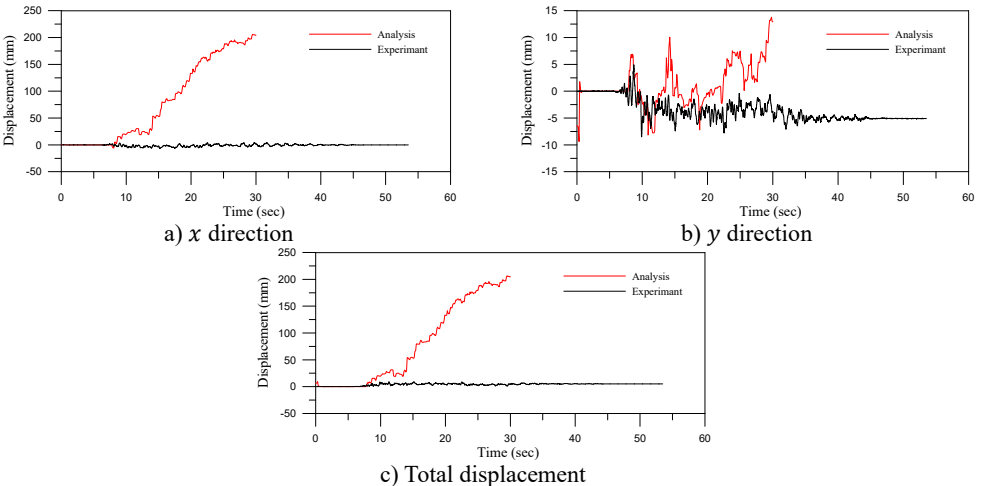 250
200
150
100
50
0
-50
Displacement (mm)
0 10 20 30 40 50 60
Time (sec)
Analysis
Experimant
a) x direction
15
10
5
0
-5
-10
-15
Displacement (mm)
0 10 20 30 40 50 60
Time (sec)
Analysis
Experimant
b) y direction
250
200
150
100
50
0
-50
Displacement (mm)
0 10 20 30 40 50 60
Time (sec)
Analysis
Experimant
c) Total displacement